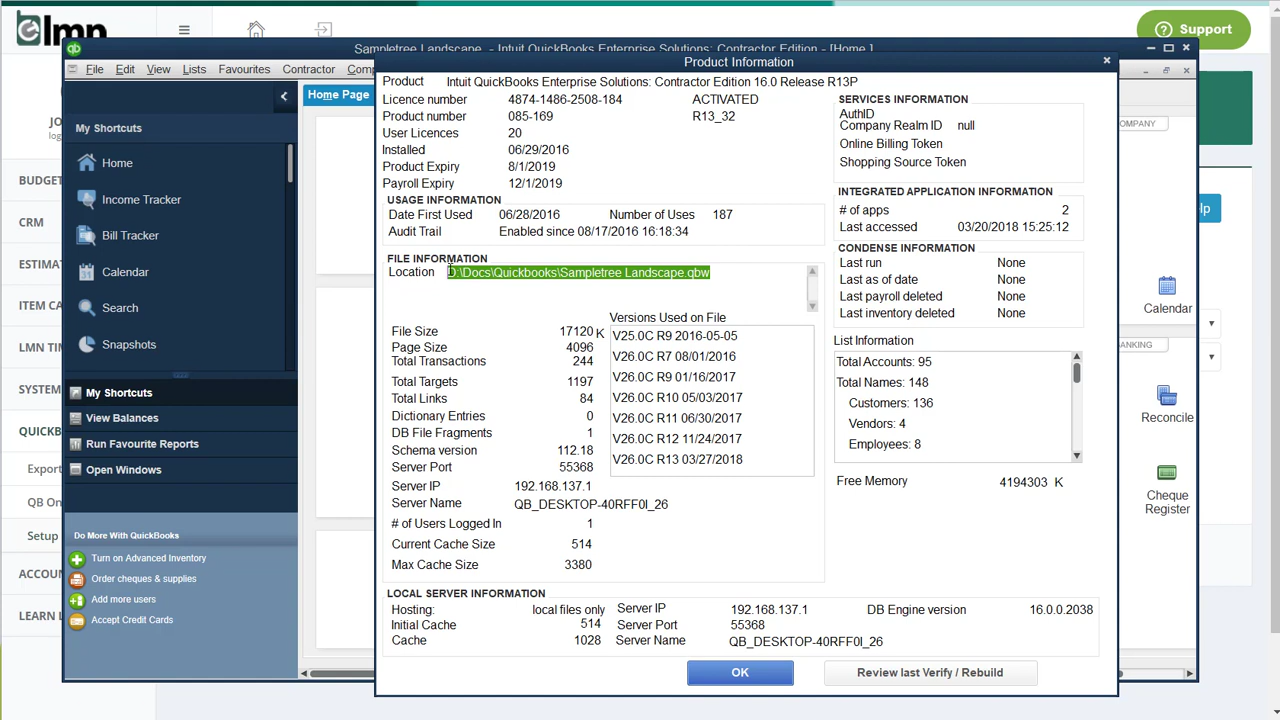 lmn
Support
Sampletree Landscape - Intuit QuickBooks Enterprise Solutions: Contractor Edition - [Home ]
File Edit View Lists Favourites Contractor
Home Page
My Shortcuts
Home
Income Tracker
Bill Tracker
Calendar
Search
Snapshots
My Shortcuts
View Balances
Run Favourite Reports
Open Windows
Do More With QuickBooks
Turn on Advanced Inventory
Order cheques & supplies
Add more users
Accept Credit Cards
CRM
Setup
Product Information
Product Intuit QuickBooks Enterprise Solutions: Contractor Edition 16.0 Release R13P
Licence number 4874-1486-2508-184 ACTIVATED
Product number 085-169 R13_32
User Licences 20
Installed 06/29/2016
Product Expiry 8/1/2019
Payroll Expiry 12/1/2019
USAGE INFORMATION
Date First Used 06/28/2016 Number of Uses 187
Audit Trail Enabled since 08/17/2016 16:18:34
FILE INFORMATION
Location D:\Docs\Quickbooks\Sampletree Landscape.qbw
File Size 17120 K
Page Size 4096
Total Transactions 244
Total Targets 1197
Total Links 84
Dictionary Entries 0
DB File Fragments 1
Schema version 112.18
Server Port 55368
Server IP 192.168.137.1
Server Name QB_DESKTOP-40RFF0I_26
# of Users Logged In 1
Current Cache Size 514
Max Cache Size 3380
Versions Used on File
V25.0C R9 2016-05-05
V26.0C R7 08/01/2016
V26.0C R9 01/16/2017
V26.0C R10 05/03/2017
V26.0C R11 06/30/2017
V26.0C R12 11/24/2017
V26.0C R13 03/27/2018
SERVICES INFORMATION
AuthID
Company Realm ID null
Online Billing Token
Shopping Source Token
INTEGRATED APPLICATION INFORMATION
# of apps 2
Last accessed 03/20/2018 15:25:12
CONDENSE INFORMATION
Last run None
Last as of date None
Last payroll deleted None
Last inventory deleted None
List Information
Total Accounts: 95
Total Names: 148
Customers: 136
Vendors: 4
Employees: 8
Free Memory 4194303 K
LOCAL SERVER INFORMATION
Hosting: local files only Server IP 192.168.137.1 DB Engine version 16.0.0.2038
Initial Cache 514 Server Port 55368
Cache 1028 Server Name QB_DESKTOP-40RFF0I_26
OK
Review last Verify / Rebuild
Calendar
Reconcile
Cheque
Register